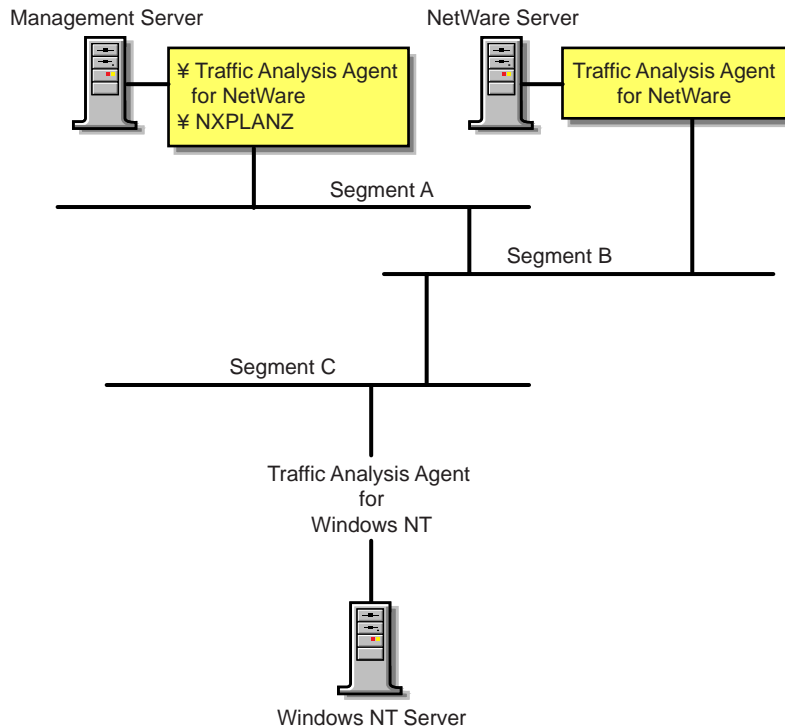 Management Server
NetWare Server
¥ Traffic Analysis Agent
for NetWare
¥ NXPLANZ
Traffic Analysis Agent
for NetWare
Segment A
Segment B
Segment C
Traffic Analysis Agent
for
Windows NT
Windows NT Server